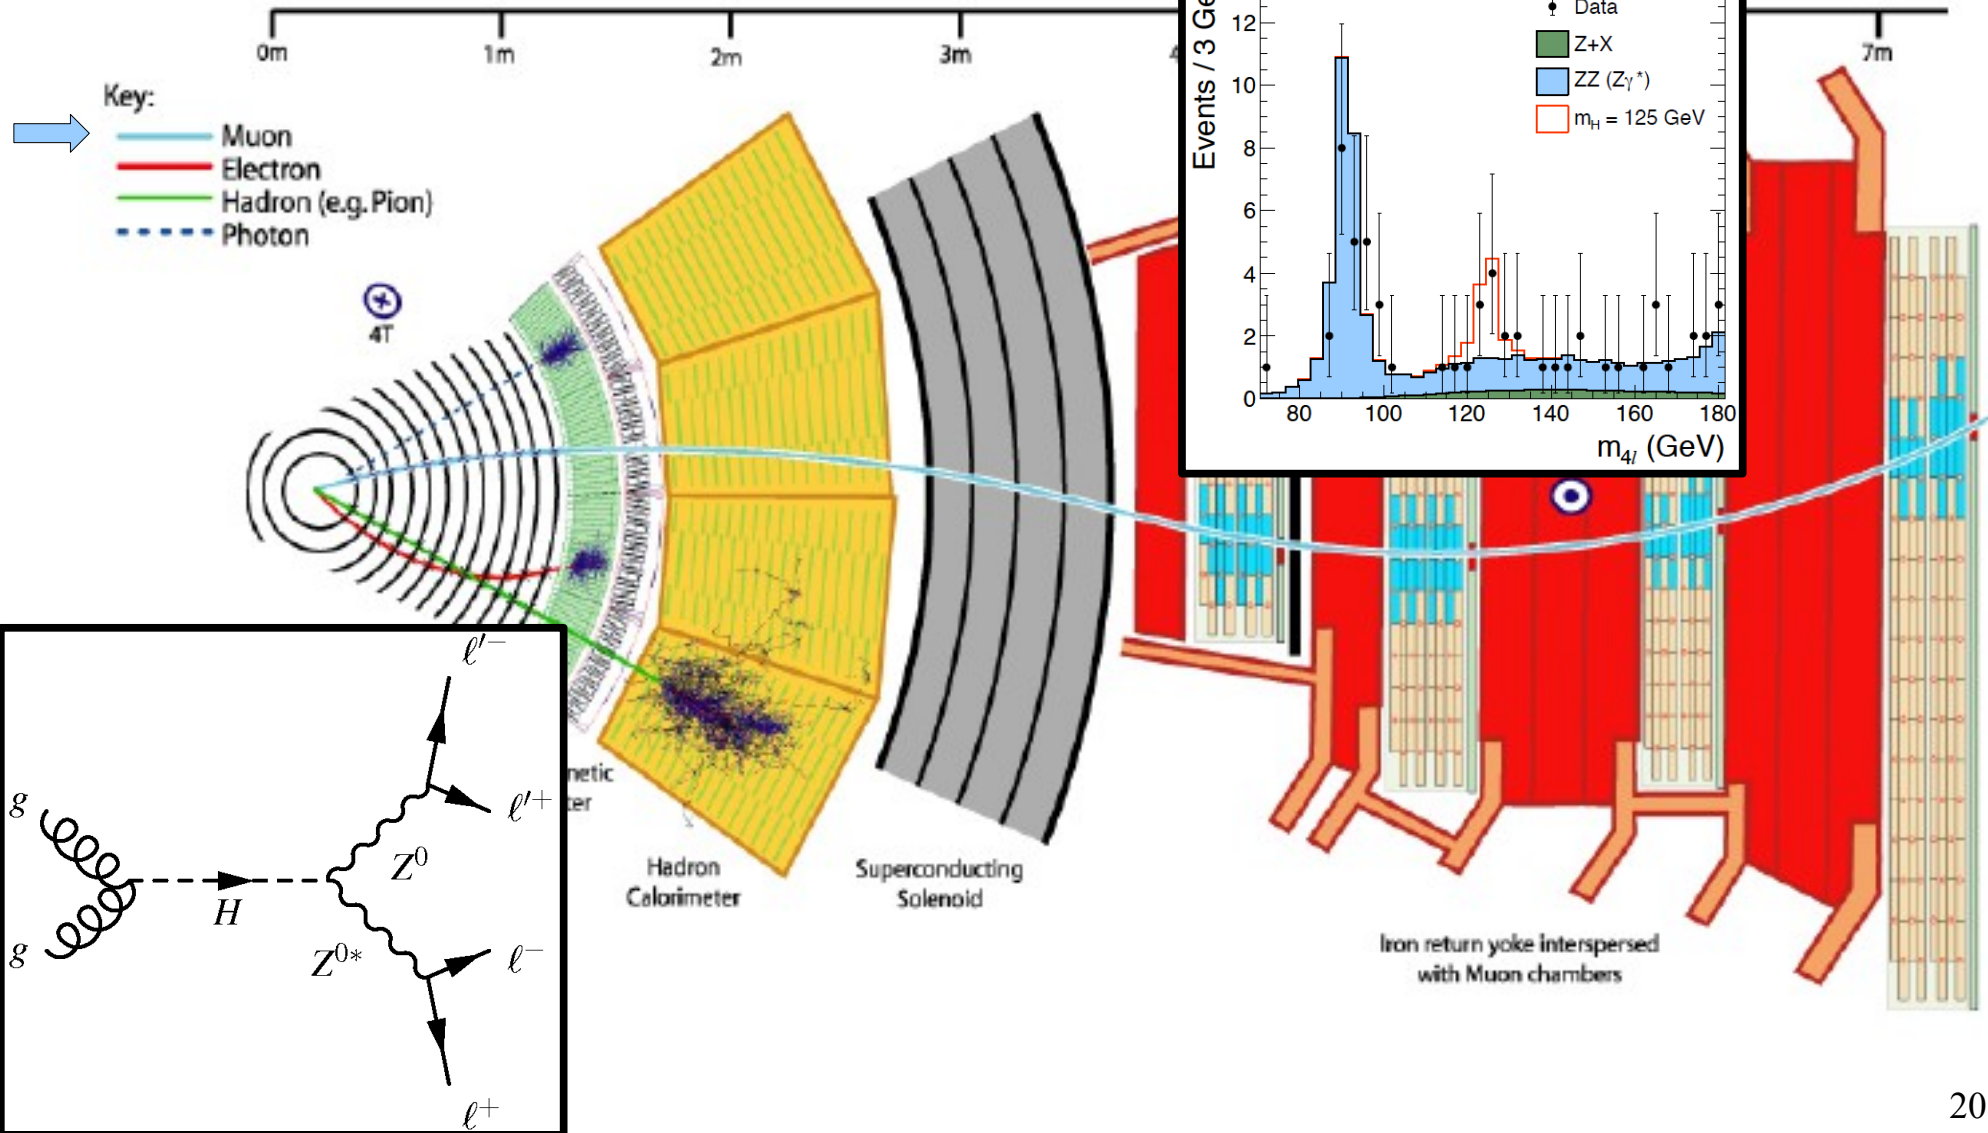 0m
1m
2m
3m
7m
Key:
Muon
Electron
Hadron (e.g. Pion)
Photon
4T
Data
Z+X
ZZ (Zγ*)
m_H = 125 GeV
12
10
8
6
4
2
0
80
100
120
140
160
180
m_4l (GeV)
Events / 3 Ge
ℓ′−
g
ℓ′+
Z⁰
H
g
Z⁰*
ℓ−
ℓ+
netic
ter
Hadron
Calorimeter
Superconducting
Solenoid
Iron return yoke interspersed
with Muon chambers
20